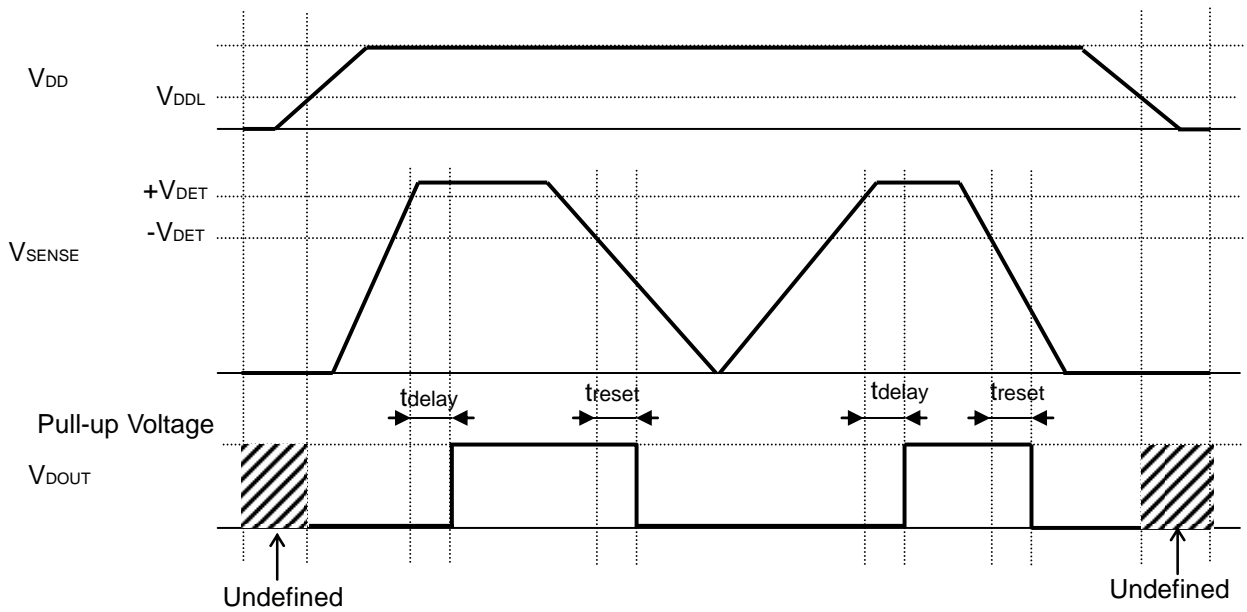 VDD
VDDL
+VDET
-VDET
VSENSE
tdelay
treset
tdelay
treset
Pull-up Voltage
VDOUT
Undefined
Undefined